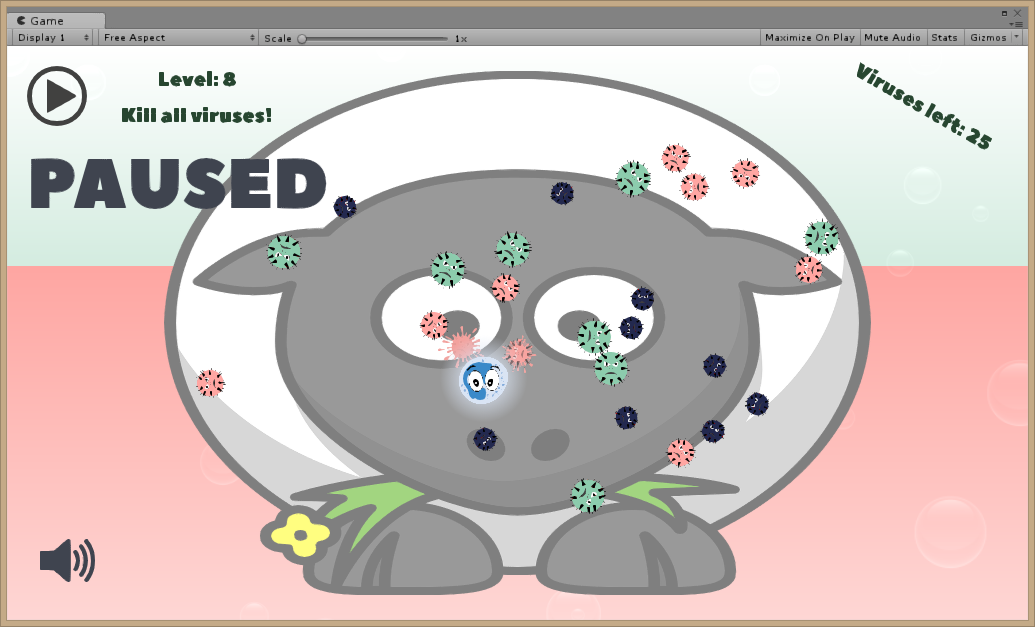 Game
Display 1
Free Aspect
Scale
1x
Maximize On Play
Mute Audio
Stats
Gizmos
Level: 8
Kill all viruses!
Viruses left: 25
PAUSED